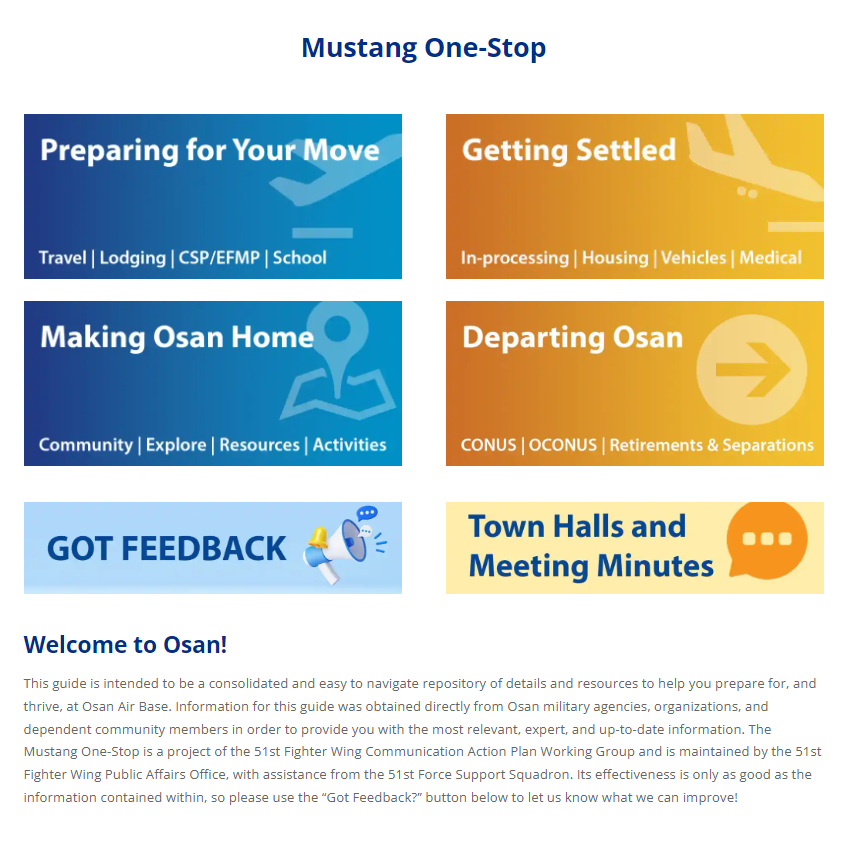 Mustang One-Stop
Preparing for Your Move
Travel | Lodging | CSP/EFMP | School
Getting Settled
In-processing | Housing | Vehicles | Medical
Making Osan Home
Community | Explore | Resources | Activities
Departing Osan
CONUS | OCONUS | Retirements & Separations
GOT FEEDBACK
Town Halls and
Meeting Minutes
Welcome to Osan!
This guide is intended to be a consolidated and easy to navigate repository of details and resources to help you prepare for, and
thrive, at Osan Air Base. Information for this guide was obtained directly from Osan military agencies, organizations, and
dependent community members in order to provide you with the most relevant, expert, and up-to-date information. The
Mustang One-Stop is a project of the 51st Fighter Wing Communication Action Plan Working Group and is maintained by the 51st
Fighter Wing Public Affairs Office, with assistance from the 51st Force Support Squadron. Its effectiveness is only as good as the
information contained within, so please use the “Got Feedback?” button below to let us know what we can improve!